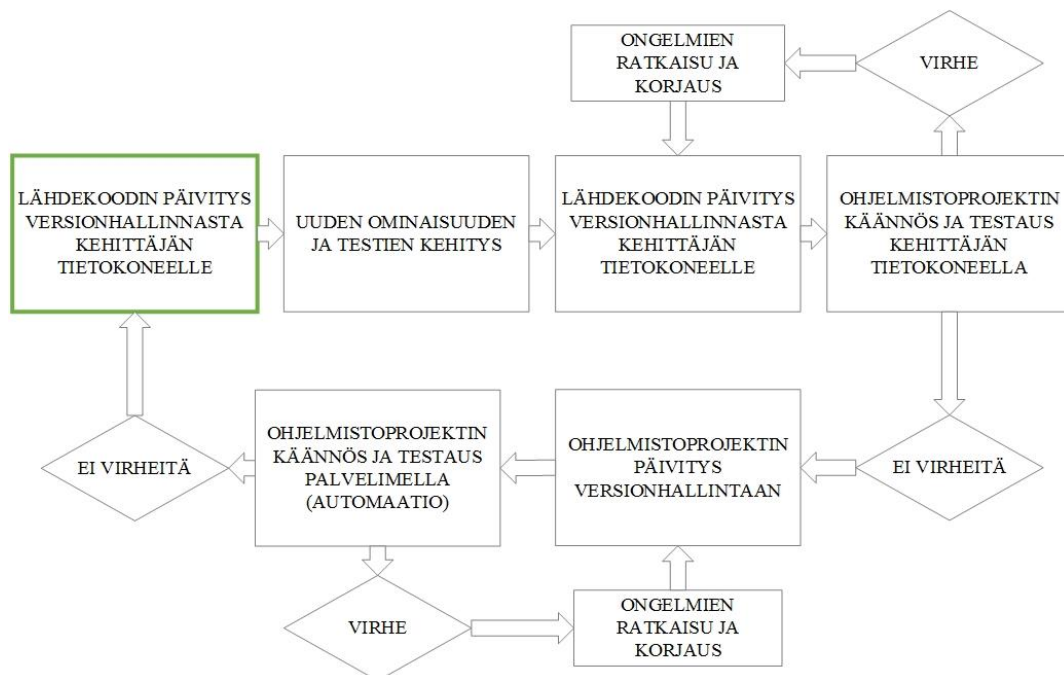 ONGELMIEN
RATKAISU JA
KORJAUS
VIRHE
LÄHDEKOODIN PÄIVITYS
VERSIONHALLINNASTA
KEHITTÄJÄN
TIETOKONEELLE
UUDEN OMINAISUUDEN
JA TESTIEN KEHITYS
LÄHDEKOODIN PÄIVITYS
VERSIONHALLINNASTA
KEHITTÄJÄN
TIETOKONEELLE
OHJELMISTOPROJEKTIN
KÄÄNNÖS JA TESTAUS
KEHITTÄJÄN
TIETOKONEELLA
EI VIRHEITÄ
OHJELMISTOPROJEKTIN
PÄIVITYS
VERSIONHALLINTAAN
OHJELMISTOPROJEKTIN
KÄÄNNÖS JA TESTAUS
PALVELIMELLA
(AUTOMAATIO)
EI VIRHEITÄ
VIRHE
ONGELMIEN
RATKAISU JA
KORJAUS